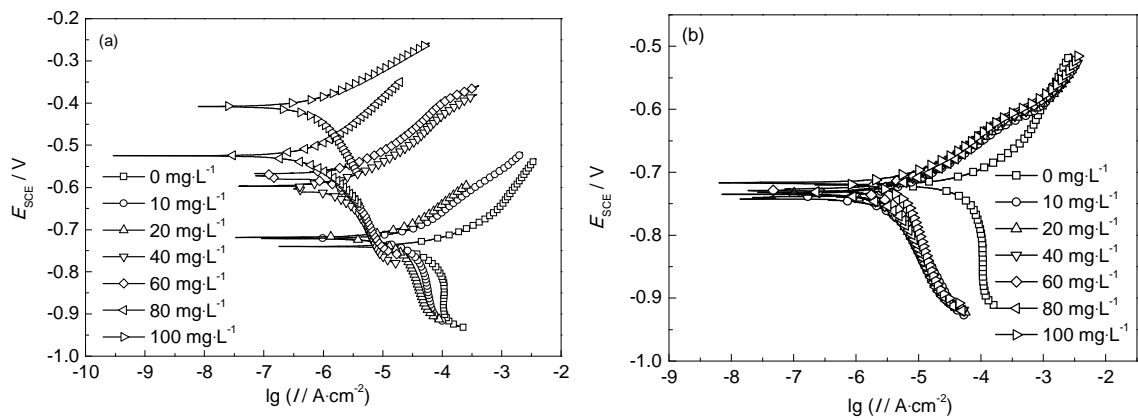 (a)
-0.2
-0.3
-0.4
-0.5
-0.6
-0.7
-0.8
-0.9
-1.0
E_SCE / V
0 mg·L⁻¹
10 mg·L⁻¹
20 mg·L⁻¹
40 mg·L⁻¹
60 mg·L⁻¹
80 mg·L⁻¹
100 mg·L⁻¹
-10 -9 -8 -7 -6 -5 -4 -3 -2 -1
lg (I / A·cm⁻²)
(b)
-0.5
-0.6
-0.7
-0.8
-0.9
-1.0
E_SCE / V
0 mg·L⁻¹
10 mg·L⁻¹
20 mg·L⁻¹
40 mg·L⁻¹
60 mg·L⁻¹
80 mg·L⁻¹
100 mg·L⁻¹
-9 -8 -7 -6 -5 -4 -3 -2
lg (I / A·cm⁻²)